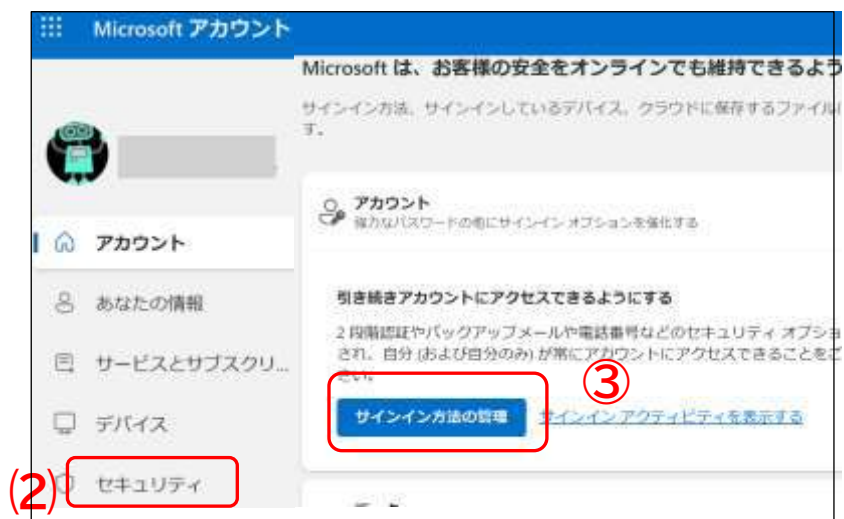 Microsoft アカウント
アカウント
あなたの情報
サービスとサブスクリ...
デバイス
(2)
セキュリティ
Microsoft は、お客様の安全をオンラインでも維持できるよう
サインイン方法、サインインしているデバイス、クラウドに保存するファイル
す。
アカウント
強力なパスワードの他にサインイン オプションを強化する
引き続きアカウントにアクセスできるようにする
2 段階認証やバックアップメールや電話番号などのセキュリティ オプショ
され、自分 (および自分のみ) が常にアカウントにアクセスできることをご
さい。
③
サインイン方法の管理
サインイン アクティビティを表示する